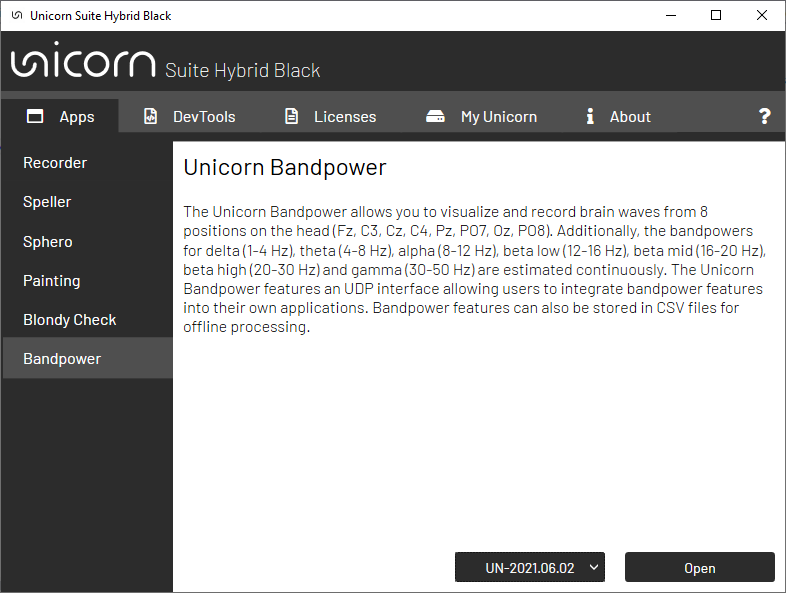 Unicorn Suite Hybrid Black
unicorn Suite Hybrid Black
Apps DevTools Licenses My Unicorn About ?
Recorder
Speller
Sphero
Painting
Blondy Check
Bandpower
Unicorn Bandpower
The Unicorn Bandpower allows you to visualize and record brain waves from 8
positions on the head (Fz, C3, Cz, C4, Pz, PO7, Oz, PO8). Additionally, the bandpowers
for delta (1-4 Hz), theta (4-8 Hz), alpha (8-12 Hz), beta low (12-16 Hz), beta mid (16-20 Hz),
beta high (20-30 Hz) and gamma (30-50 Hz) are estimated continuously. The Unicorn
Bandpower features an UDP interface allowing users to integrate bandpower features
into their own applications. Bandpower features can also be stored in CSV files for
offline processing.
UN-2021.06.02 Open